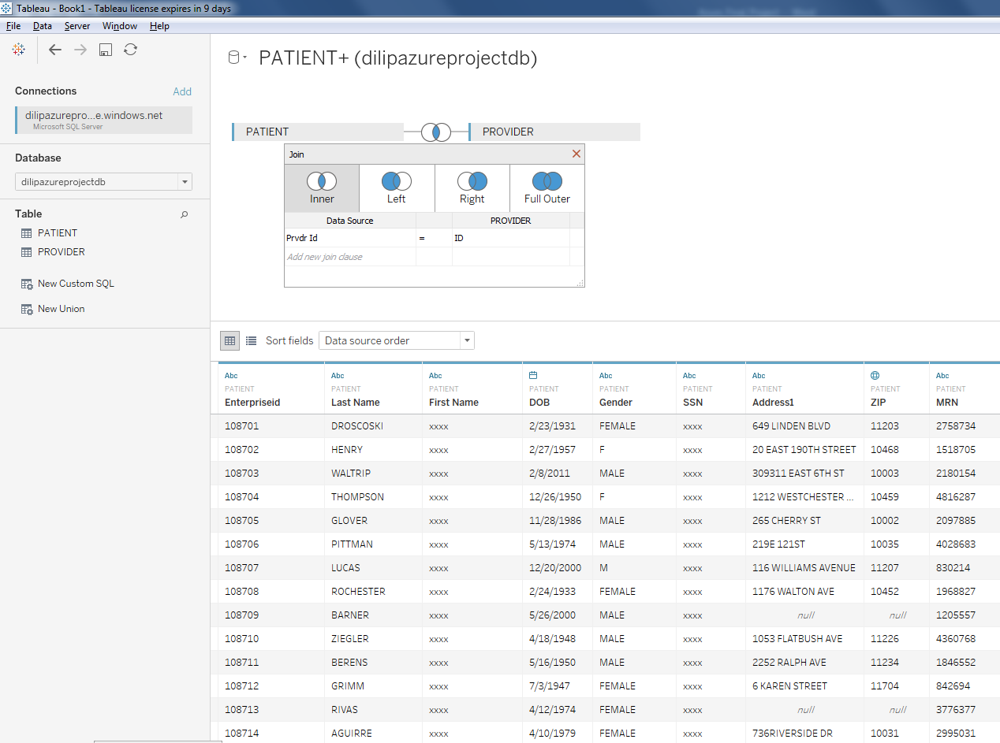 Tableau - Book1 - Tableau license expires in 9 days
File Data Server Window Help
Connections Add
dilipazurepro...e.windows.net
Microsoft SQL Server
Database
dilipazureprojectdb
Table
PATIENT
PROVIDER
New Custom SQL
New Union
PATIENT+ (dilipazureprojectdb)
PATIENT PROVIDER
Join
Inner Left Right Full Outer
Data Source PROVIDER
Prvdr Id = ID
Add new join clause
Sort fields Data source order
Abc Abc Abc Abc Abc Abc Abc
PATIENT PATIENT PATIENT PATIENT PATIENT PATIENT PATIENT PATIENT PATIENT
Enterpriseid Last Name First Name DOB Gender SSN Address1 ZIP MRN
108701 DROSCOSKI xxxx 2/23/1931 FEMALE xxxx 649 LINDEN BLVD 11203 2758734
108702 HENRY xxxx 2/27/1957 F xxxx 20 EAST 190TH STREET 10468 1518705
108703 WALTRIP xxxx 2/8/2011 MALE xxxx 309311 EAST 6TH ST 10003 2180154
108704 THOMPSON xxxx 12/26/1950 F xxxx 1212 WESTCHESTER ... 10459 4816287
108705 GLOVER xxxx 11/28/1986 MALE xxxx 265 CHERRY ST 10002 2097885
108706 PITTMAN xxxx 5/13/1974 MALE xxxx 219E 121ST 10035 4028683
108707 LUCAS xxxx 12/20/2000 M xxxx 116 WILLIAMS AVENUE 11207 830214
108708 ROCHESTER xxxx 2/24/1933 FEMALE xxxx 1176 WALTON AVE 10452 1968827
108709 BARNER xxxx 5/26/2000 MALE xxxx null null 1205557
108710 ZIEGLER xxxx 4/18/1948 MALE xxxx 1053 FLATBUSH AVE 11226 4360768
108711 BERENS xxxx 5/16/1950 MALE xxxx 2252 RALPH AVE 11234 1846552
108712 GRIMM xxxx 7/3/1947 FEMALE xxxx 6 KAREN STREET 11704 842694
108713 RIVAS xxxx 4/12/1974 FEMALE xxxx null null 3776377
108714 AGUIRRE xxxx 4/10/1979 FEMALE xxxx 736RIVERSIDE DR 10031 2995031